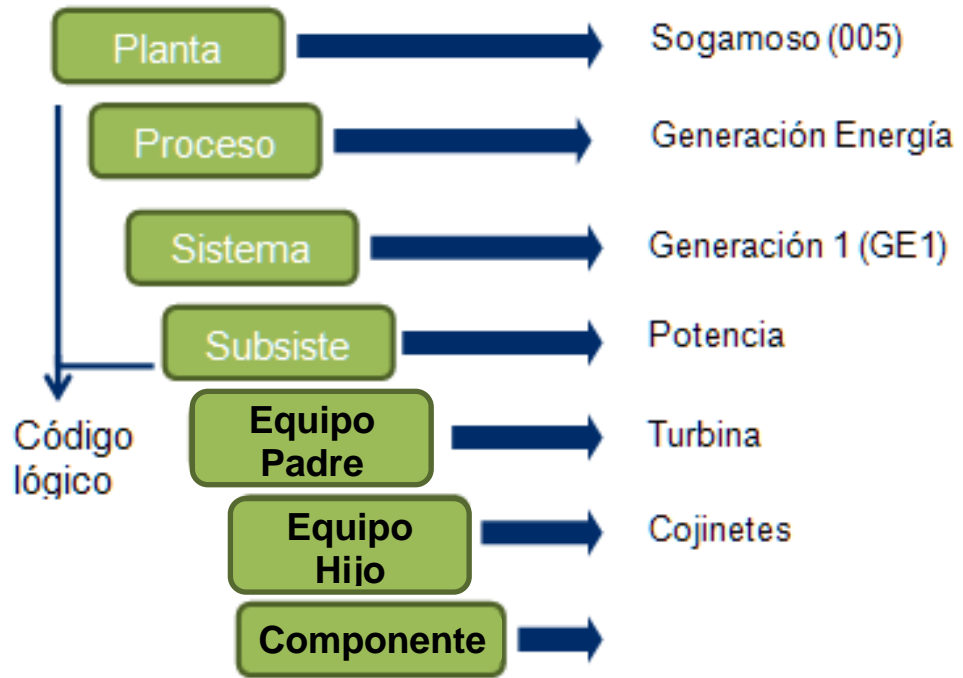 Planta
Sogamoso (005)
Proceso
Generación Energía
Sistema
Generación 1 (GE1)
Subsiste
Potencia
Código
lógico
Equipo
Padre
Turbina
Equipo
Hijo
Cojinetes
Componente